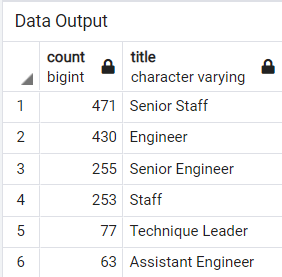 Data Output
count title
bigint character varying
1 471 Senior Staff
2 430 Engineer
3 255 Senior Engineer
4 253 Staff
5 77 Technique Leader
6 63 Assistant Engineer